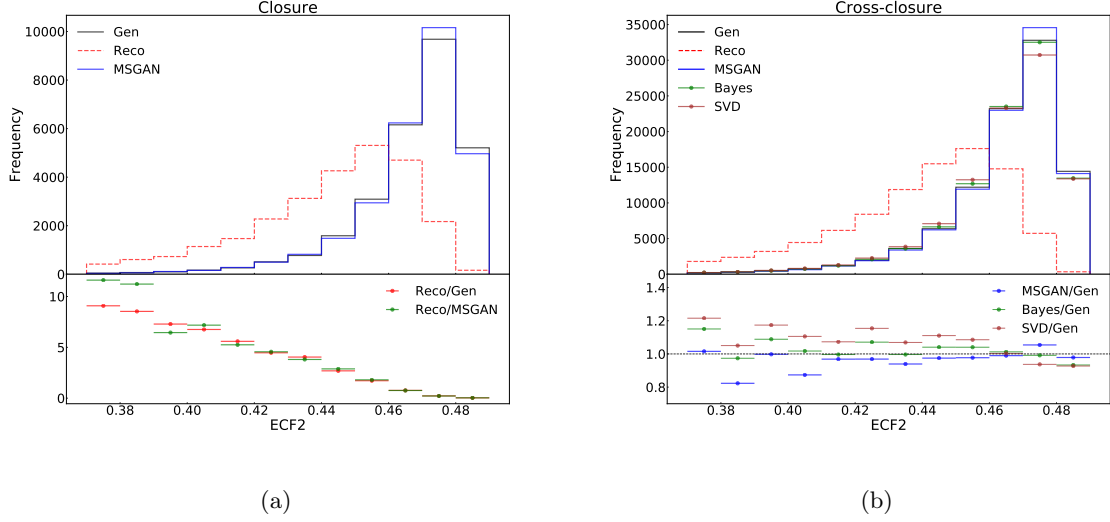 Closure
Gen
Reco
MSGAN
Frequency
10000
8000
6000
4000
2000
0
Reco/Gen
Reco/MSGAN
10
5
0
0.38 0.40 0.42 0.44 0.46 0.48
ECF2
(a)
Cross-closure
Gen
Reco
MSGAN
Bayes
SVD
Frequency
35000
30000
25000
20000
15000
10000
5000
0
MSGAN/Gen
Bayes/Gen
SVD/Gen
1.4
1.2
1.0
0.8
0.38 0.40 0.42 0.44 0.46 0.48
ECF2
(b)